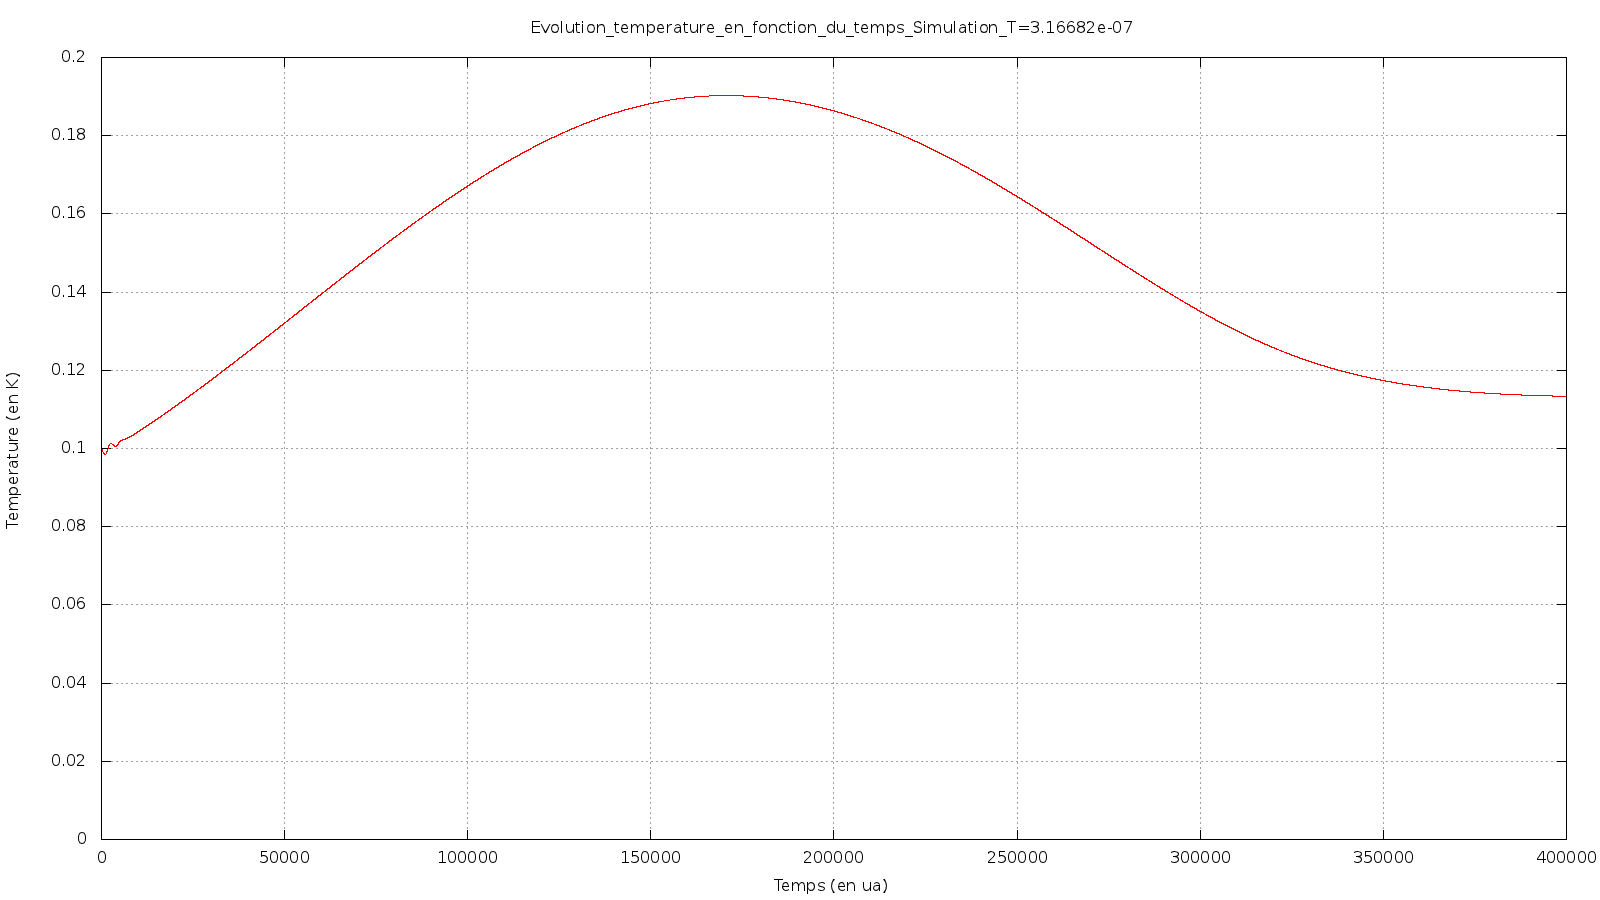 Evolution_temperature_en_fonction_du_temps_Simulation_T=3.16682e-07
0.2
0.18
0.16
0.14
0.12
0.1
0.08
0.06
0.04
0.02
0
Temperature (en K)
0 50000 100000 150000 200000 250000 300000 350000 400000
Temps (en ua)